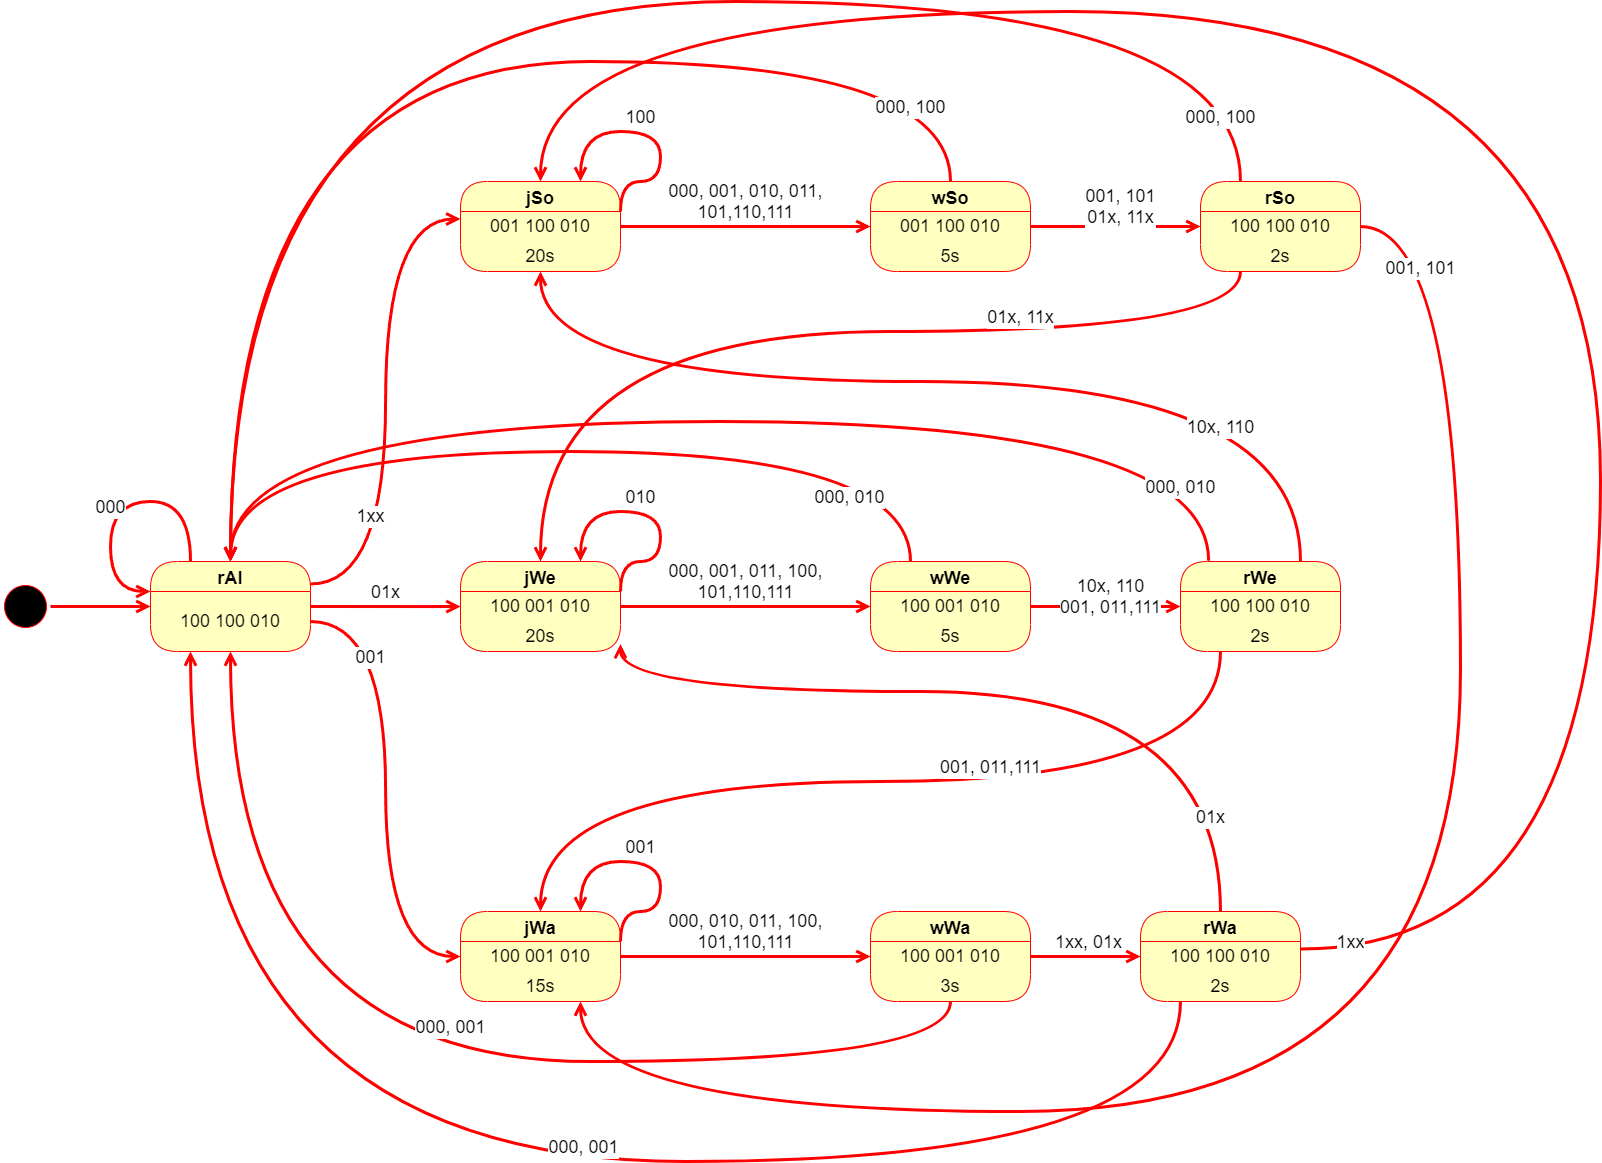 000, 100
000, 100
100
jSo
001 100 010
20s
000, 001, 010, 011,
101,110,111
wSo
001 100 010
5s
001, 101
01x, 11x
rSo
100 100 010
2s
001, 101
01x, 11x
10x, 110
000
1xx
010
000, 010
000, 010
rAl
100 100 010
01x
jWe
100 001 010
20s
000, 001, 011, 100,
101,110,111
wWe
100 001 010
5s
10x, 110
001, 011,111
rWe
100 100 010
2s
001
001, 011,111
01x
001
jWa
100 001 010
15s
000, 010, 011, 100,
101,110,111
wWa
100 001 010
3s
1xx, 01x
rWa
100 100 010
2s
1xx
000, 001
000, 001